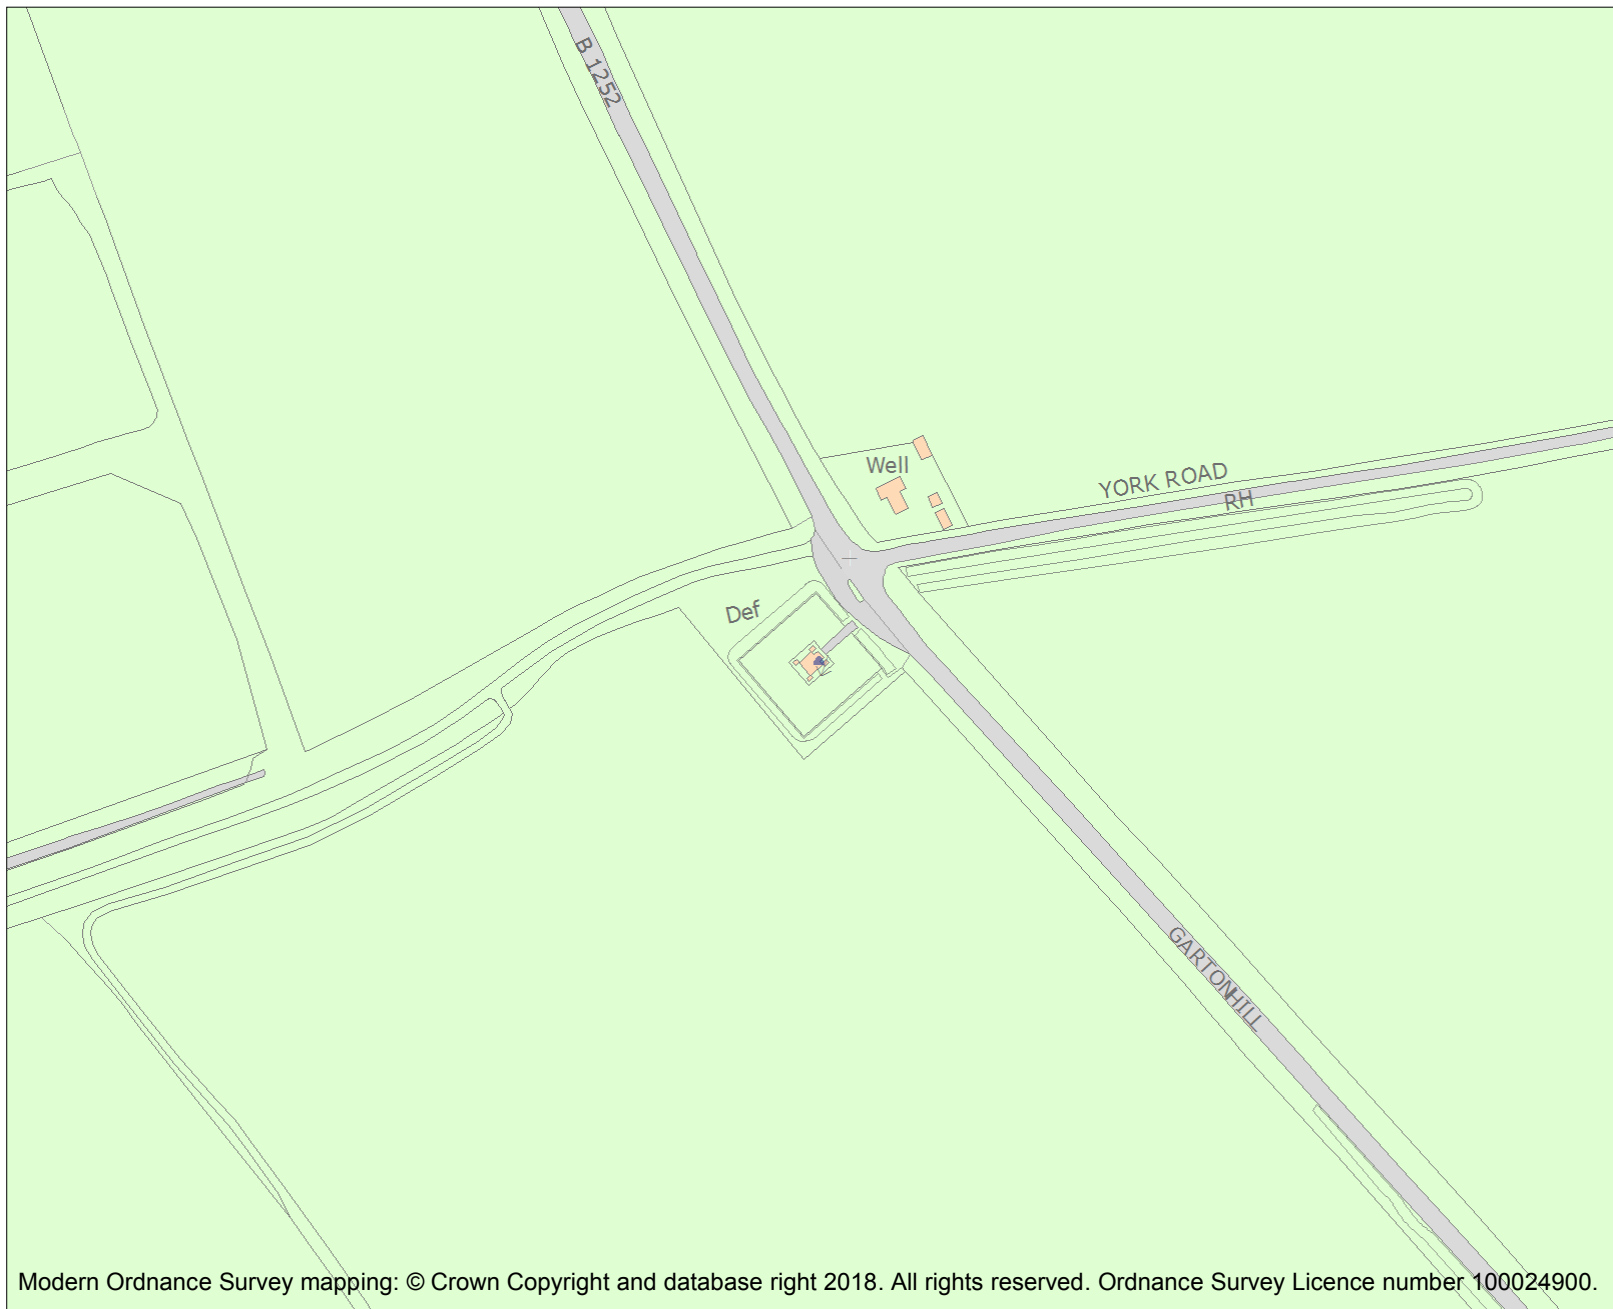 B 1252
Well
YORK ROAD
RH
Def
GARTON HILL
Modern Ordnance Survey mapping: © Crown Copyright and database right 2018. All rights reserved. Ordnance Survey Licence number 100024900.